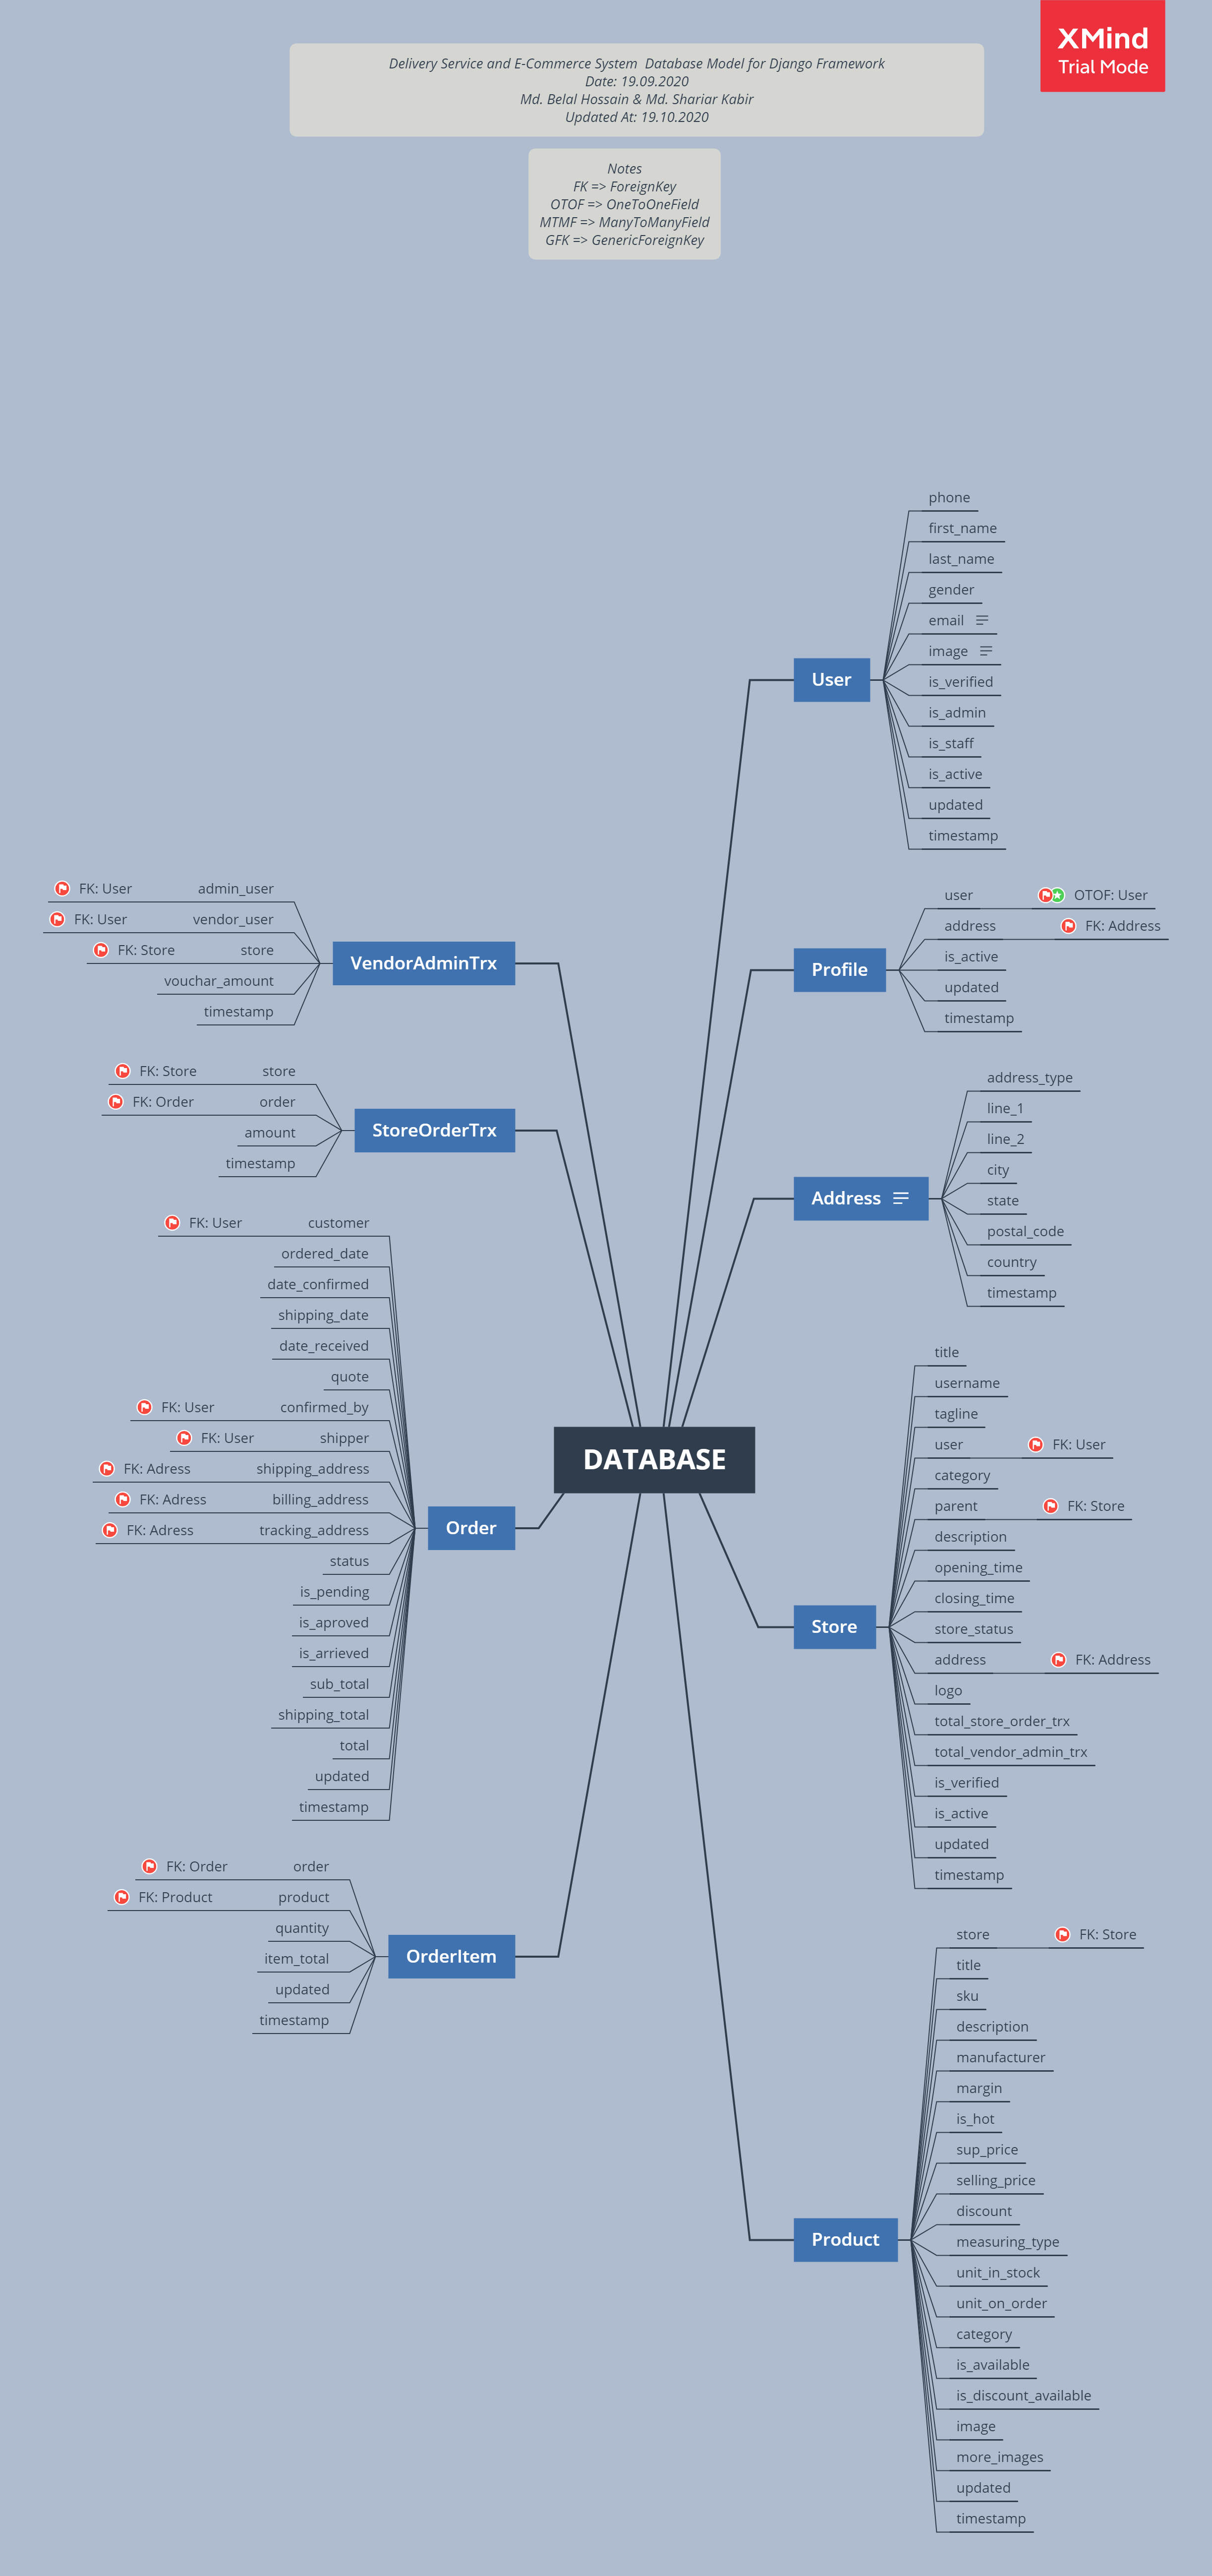 XMind
Trial Mode
Delivery Service and E-Commerce System  Database Model for Django Framework
Date: 19.09.2020
Md. Belal Hossain & Md. Shariar Kabir
Updated At: 19.10.2020
Notes
FK => ForeignKey
OTOF => OneToOneField
MTMF => ManyToManyField
GFK => GenericForeignKey
DATABASE
User
phone
first_name
last_name
gender
email
image
is_verified
is_admin
is_staff
is_active
updated
timestamp
Profile
user OTOF: User
address FK: Address
is_active
updated
timestamp
Address
address_type
line_1
line_2
city
state
postal_code
country
timestamp
Store
title
username
tagline
user FK: User
category
parent FK: Store
description
opening_time
closing_time
store_status
address FK: Address
logo
total_store_order_trx
total_vendor_admin_trx
is_verified
is_active
updated
timestamp
Product
store FK: Store
title
sku
description
manufacturer
margin
is_hot
sup_price
selling_price
discount
measuring_type
unit_in_stock
unit_on_order
category
is_available
is_discount_available
image
more_images
updated
timestamp
VendorAdminTrx
FK: User admin_user
FK: User vendor_user
FK: Store store
vouchar_amount
timestamp
StoreOrderTrx
FK: Store store
FK: Order order
amount
timestamp
Order
FK: User customer
ordered_date
date_confirmed
shipping_date
date_received
quote
FK: User confirmed_by
FK: User shipper
FK: Adress shipping_address
FK: Adress billing_address
FK: Adress tracking_address
status
is_pending
is_aproved
is_arrieved
sub_total
shipping_total
total
updated
timestamp
OrderItem
FK: Order order
FK: Product product
quantity
item_total
updated
timestamp